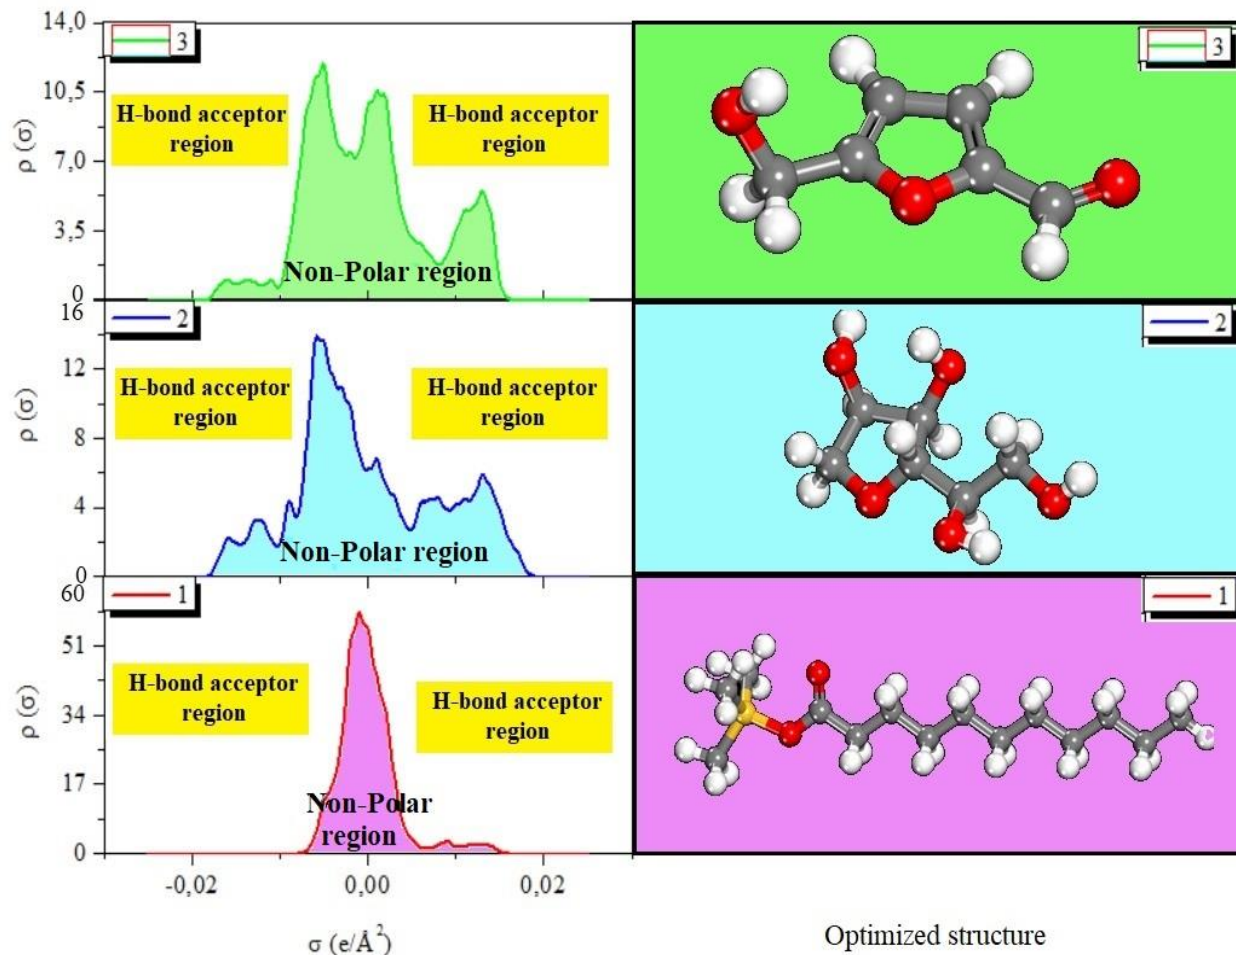 14,0
10,5
7,0
3,5
0
ρ (σ)
3
H-bond acceptor
region
H-bond acceptor
region
Non-Polar region
3
16
12
8
4
0
ρ (σ)
2
H-bond acceptor
region
H-bond acceptor
region
Non-Polar region
2
60
51
34
17
0
ρ (σ)
1
H-bond acceptor
region
H-bond acceptor
region
Non-Polar
region
1
-0,02
0,00
0,02
σ (e/Å²)
Optimized structure